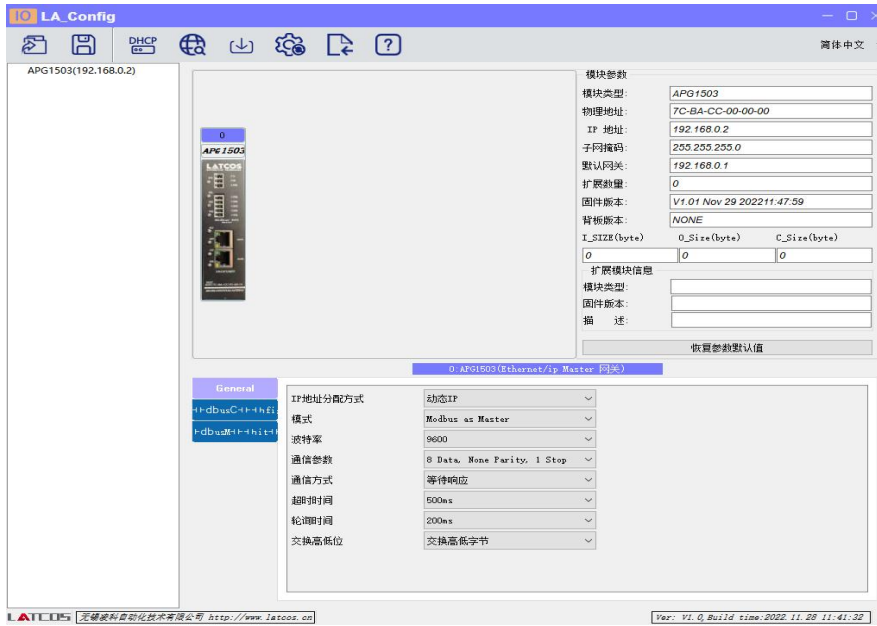 IO LA_Config
DHCP
简体中文
APG1503(192.168.0.2)
0
APG1503
LATCOS
模块参数
模块类型: APG1503
物理地址: 7C-BA-CC-00-00-00
IP 地址: 192.168.0.2
子网掩码: 255.255.255.0
默认网关: 192.168.0.1
扩展数量: 0
固件版本: V1.01 Nov 29 202211:47:59
背板版本: NONE
I_SIZE(byte) O_Size(byte) C_Size(byte)
0 0 0
扩展模块信息
模块类型:
固件版本:
描 述:
恢复参数默认值
0:APG1503(Ethernet/ip Master 网关)
General
IP地址分配方式 动态IP
模式 Modbus as Master
波特率 9600
通信参数 8 Data, None Parity, 1 Stop
通信方式 等待响应
超时时间 500ms
轮询时间 200ms
交换高低位 交换高低字节
LATCOS 无锡凌科自动化技术有限公司 http://www.latcos.cn
Ver: V1.0,Build time:2022.11.28 11:41:32